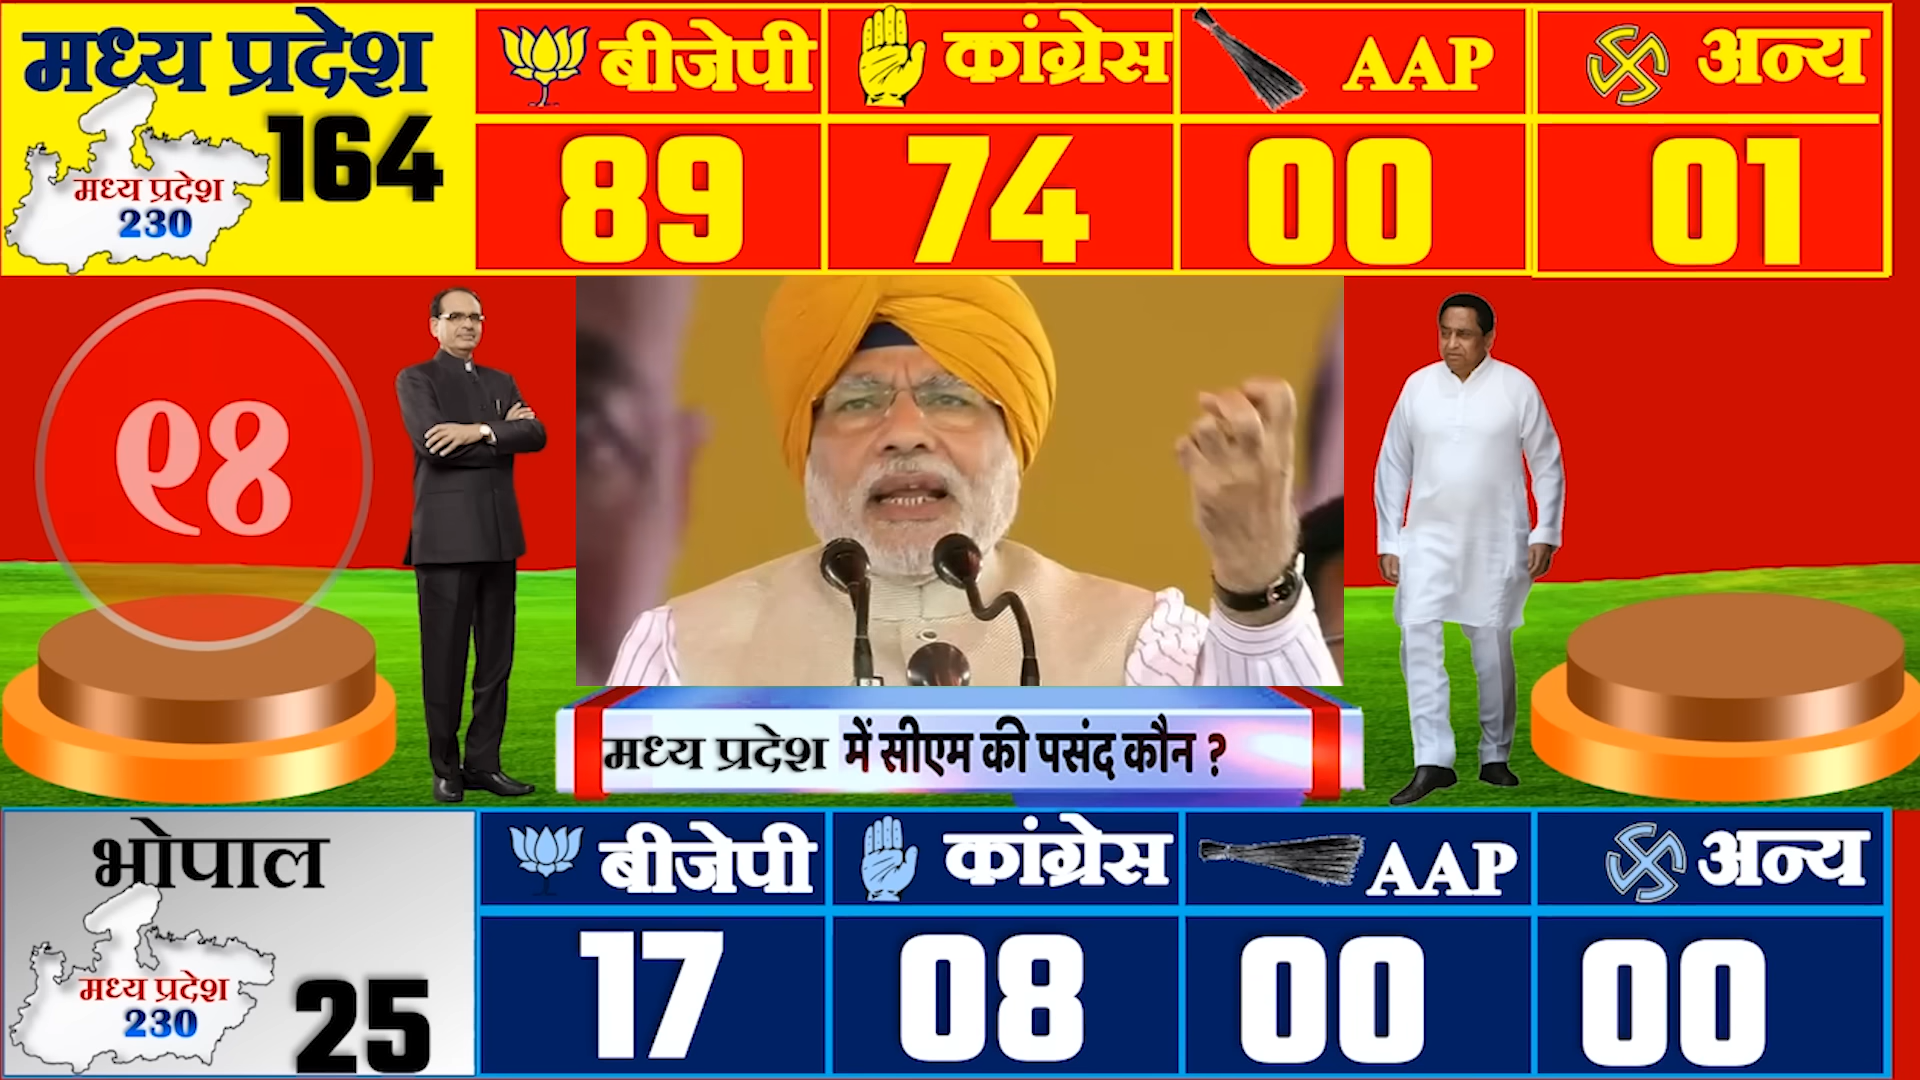 मध्य प्रदेश
164
मध्य प्रदेश
230
बीजेपी कांग्रेस AAP अन्य
89 74 00 01
१४
मध्य प्रदेश में सीएम की पसंद कौन ?
भोपाल
25
मध्य प्रदेश
230
बीजेपी कांग्रेस AAP अन्य
17 08 00 00